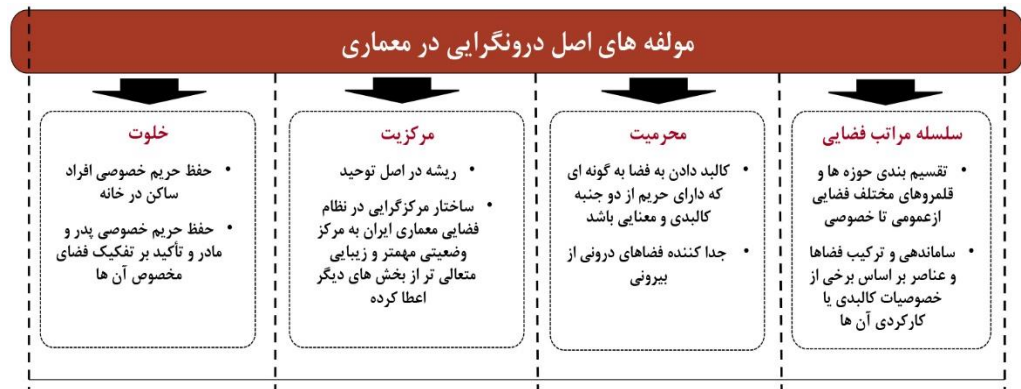 مولفه های اصل درونگرایی در معماری
سلسله مراتب فضایی
• تقسیم بندی حوزه ها و
قلمروهای مختلف فضایی
ازعمومی تا خصوصی
• ساماندهی و ترکیب فضاها
و عناصر بر اساس برخی از
خصوصیات کالبدی یا
کارکردی آن ها
محرمیت
• کالبد دادن به فضا به گونه ای
که دارای حریم از دو جنبه
کالبدی و معنایی باشد
• جدا کننده فضاهای درونی از
بیرونی
مرکزیت
• ریشه در اصل توحید
• ساختار مرکزگرایی در نظام
فضایی معماری ایران به مرکز
وضعیتی مهمتر و زیبایی
متعالی تر از بخش های دیگر
اعطا کرده
خلوت
• حفظ حریم خصوصی افراد
ساکن در خانه
• حفظ حریم خصوصی پدر و
مادر و تأکید بر تفکیک فضای
مخصوص آن ها